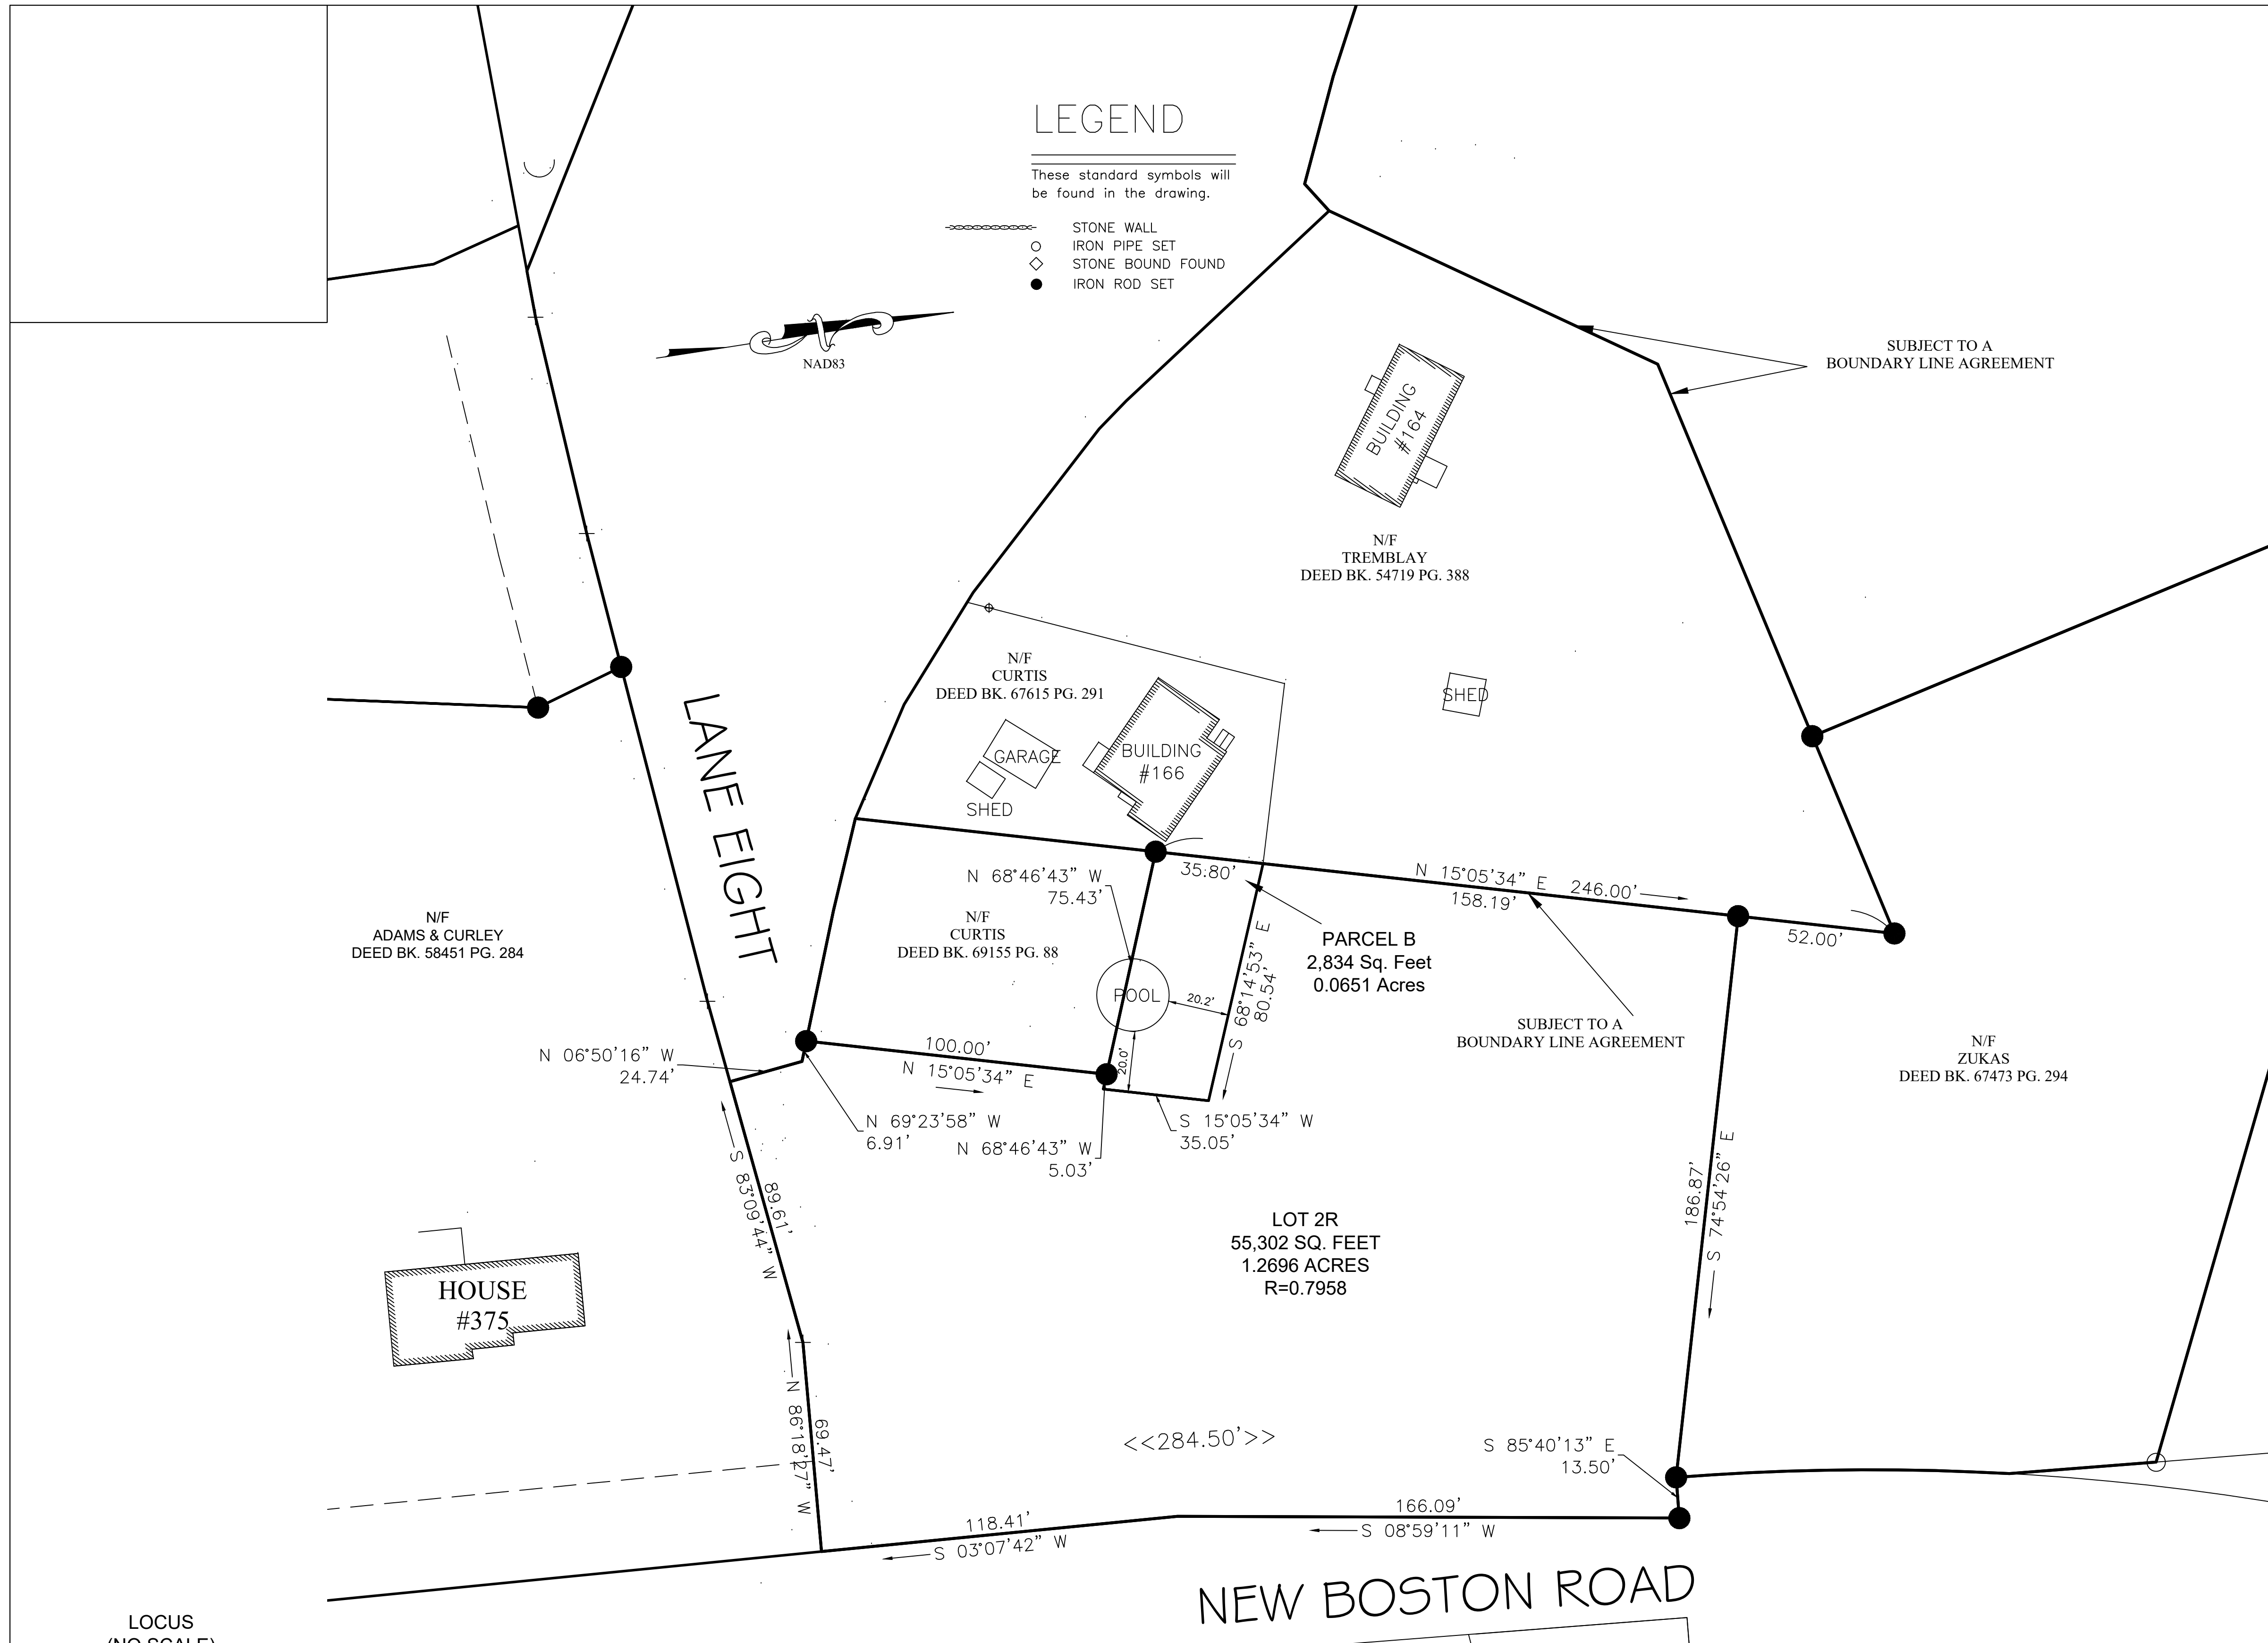 LEGEND
These standard symbols will
be found in the drawing.
STONE WALL
IRON PIPE SET
STONE BOUND FOUND
IRON ROD SET
NAD83
SUBJECT TO A
BOUNDARY LINE AGREEMENT
BUILDING
#164
N/F
TREMBLAY
DEED BK. 54719 PG. 388
N/F
CURTIS
DEED BK. 67615 PG. 291
SHED
GARAGE
BUILDING
#166
SHED
LANE EIGHT
35.80'
N 15°05'34" E 246.00'
158.19'
52.00'
N 68°46'43" W
75.43'
N/F
ADAMS & CURLEY
DEED BK. 58451 PG. 284
N/F
CURTIS
DEED BK. 69155 PG. 88
PARCEL B
2,834 Sq. Feet
0.0651 Acres
POOL
20.2'
20.0'
S 68°14'53" E
80.54'
SUBJECT TO A
BOUNDARY LINE AGREEMENT
N/F
ZUKAS
DEED BK. 67473 PG. 294
N 06°50'16" W
24.74'
100.00'
N 15°05'34" E
N 69°23'58" W
6.91'
N 68°46'43" W
5.03'
S 15°05'34" W
35.05'
89.61'
S 83°09'44" W
186.87'
S 74°54'26" E
LOT 2R
55,302 SQ. FEET
1.2696 ACRES
R=0.7958
HOUSE
#375
69.47'
N 86°18'27" W
<<284.50'>>
S 85°40'13" E
13.50'
118.41'
S 03°07'42" W
166.09'
S 08°59'11" W
NEW BOSTON ROAD
LOCUS
(NO SCALE)